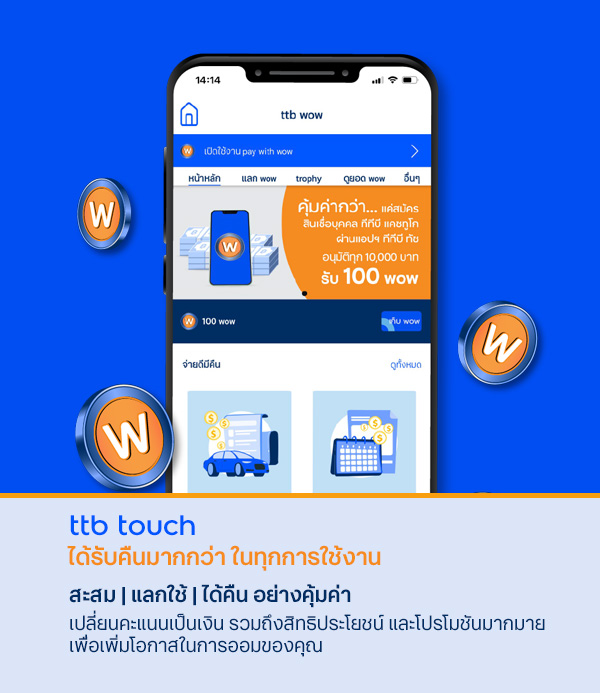 14:14
ttb wow
W เปิดใช้งาน pay with wow
หน้าหลัก แลก wow trophy ดูยอด wow อื่นๆ
คุ้มค่ากว่า... แค่สมัคร
สินเชื่อบุคคล ทีทีบี แคชทูโก
ผ่านแอปฯ ทีทีบี ทัช
อนุมัติทุก 10,000 บาท
รับ 100 wow
W
W
W 100 wow เก็บ wow
W
จ่ายดีมีคืน ดูทั้งหมด
W
ttb touch
ได้รับคืนมากกว่า ในทุกการใช้งาน
สะสม | แลกใช้ | ได้คืน อย่างคุ้มค่า
เปลี่ยนคะแนนเป็นเงิน รวมถึงสิทธิประโยชน์ และโปรโมชันมากมาย
เพื่อเพิ่มโอกาสในการออมของคุณ